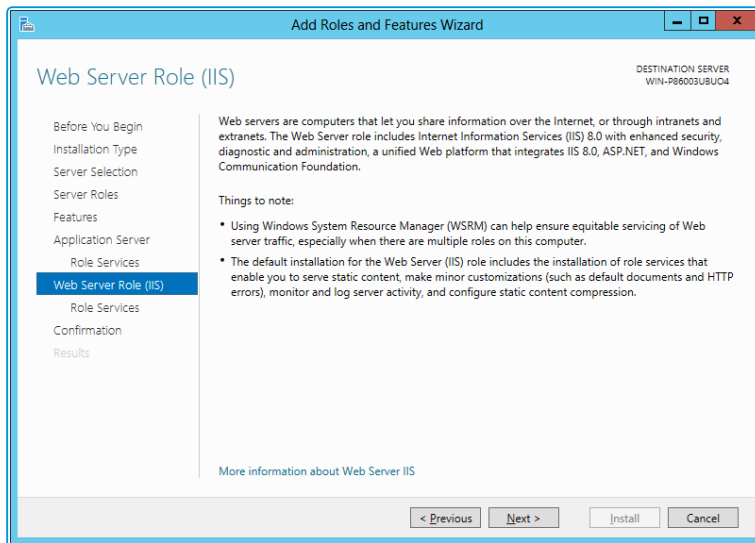 Add Roles and Features Wizard
Web Server Role (IIS)
DESTINATION SERVER
WIN-P86003UBUO4
Before You Begin
Installation Type
Server Selection
Server Roles
Features
Application Server
Role Services
Web Server Role (IIS)
Role Services
Confirmation
Results
Web servers are computers that let you share information over the Internet, or through intranets and
extranets. The Web Server role includes Internet Information Services (IIS) 8.0 with enhanced security,
diagnostic and administration, a unified Web platform that integrates IIS 8.0, ASP.NET, and Windows
Communication Foundation.
Things to note:
• Using Windows System Resource Manager (WSRM) can help ensure equitable servicing of Web
server traffic, especially when there are multiple roles on this computer.
• The default installation for the Web Server (IIS) role includes the installation of role services that
enable you to serve static content, make minor customizations (such as default documents and HTTP
errors), monitor and log server activity, and configure static content compression.
More information about Web Server IIS
< Previous
Next >
Install
Cancel